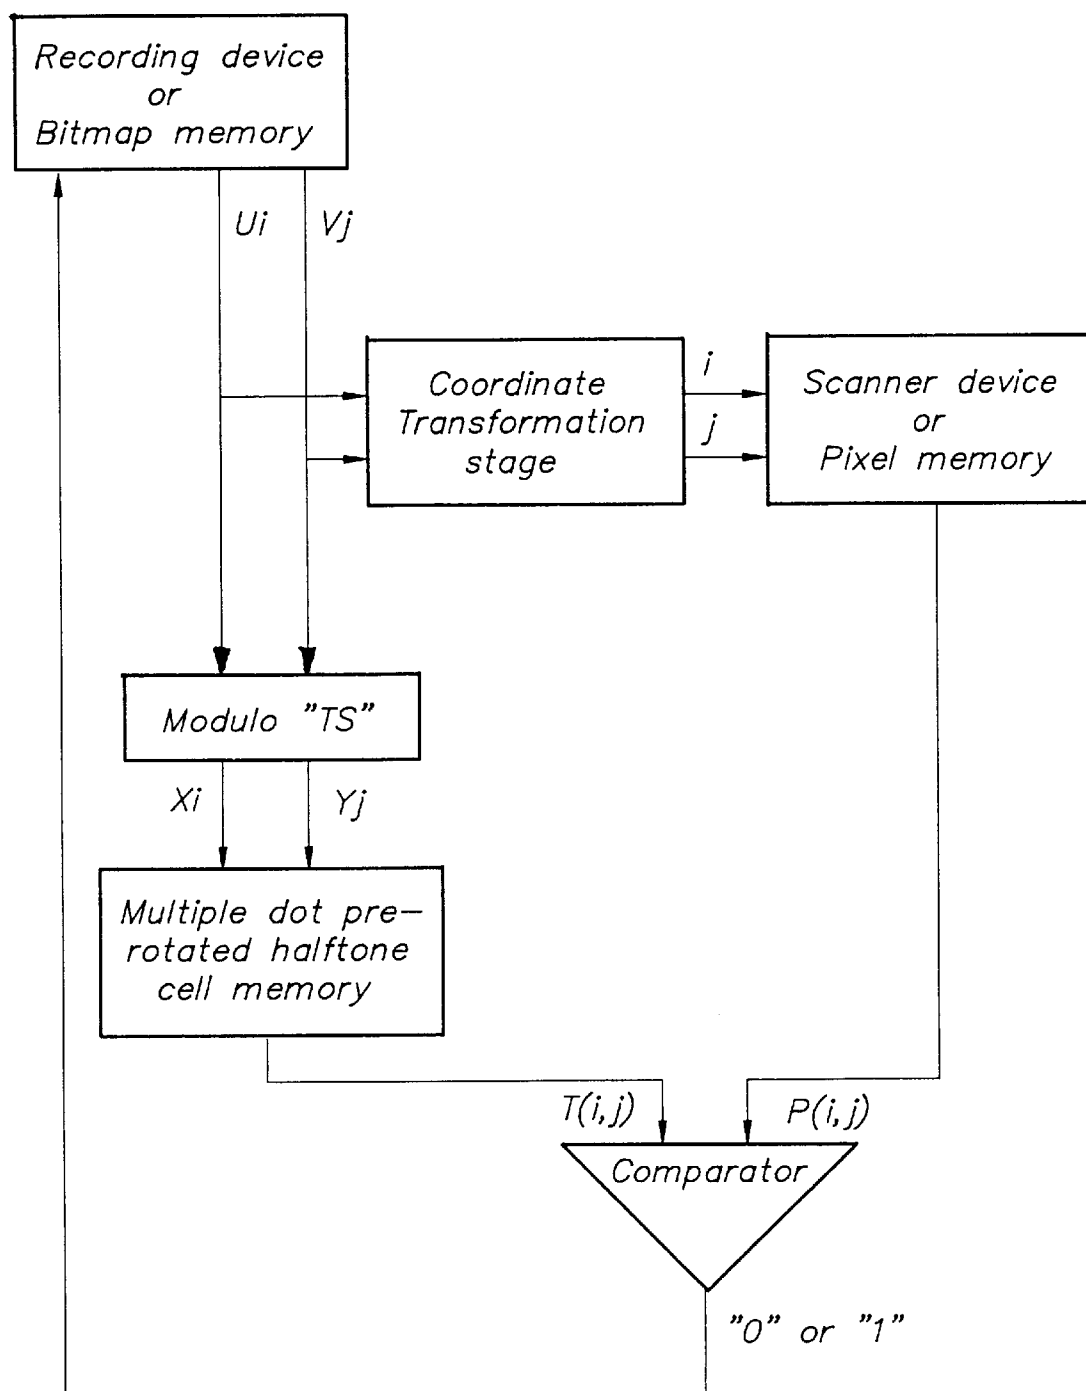 Recording device
or
Bitmap memory
Ui
Vj
Coordinate
Transformation
stage
i
j
Scanner device
or
Pixel memory
Modulo "TS"
Xi
Yj
Multiple dot pre-
rotated halftone
cell memory
T(i,j)
P(i,j)
Comparator
"0" or "1"